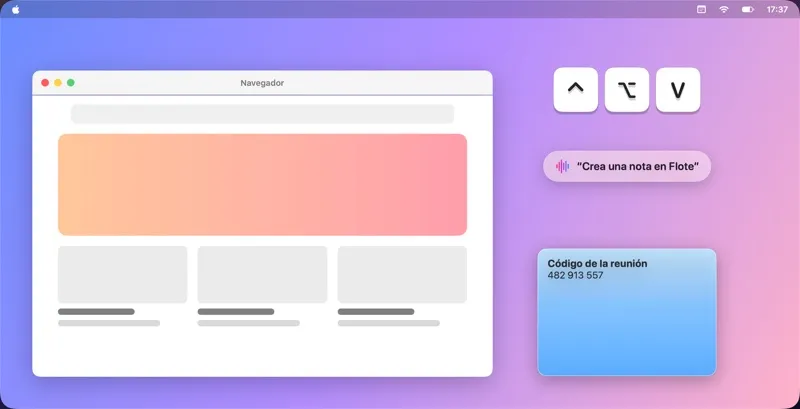 17:37
Navegador
^
⌥
V
“Crea una nota en Flote”
Código de la reunión
482 913 557